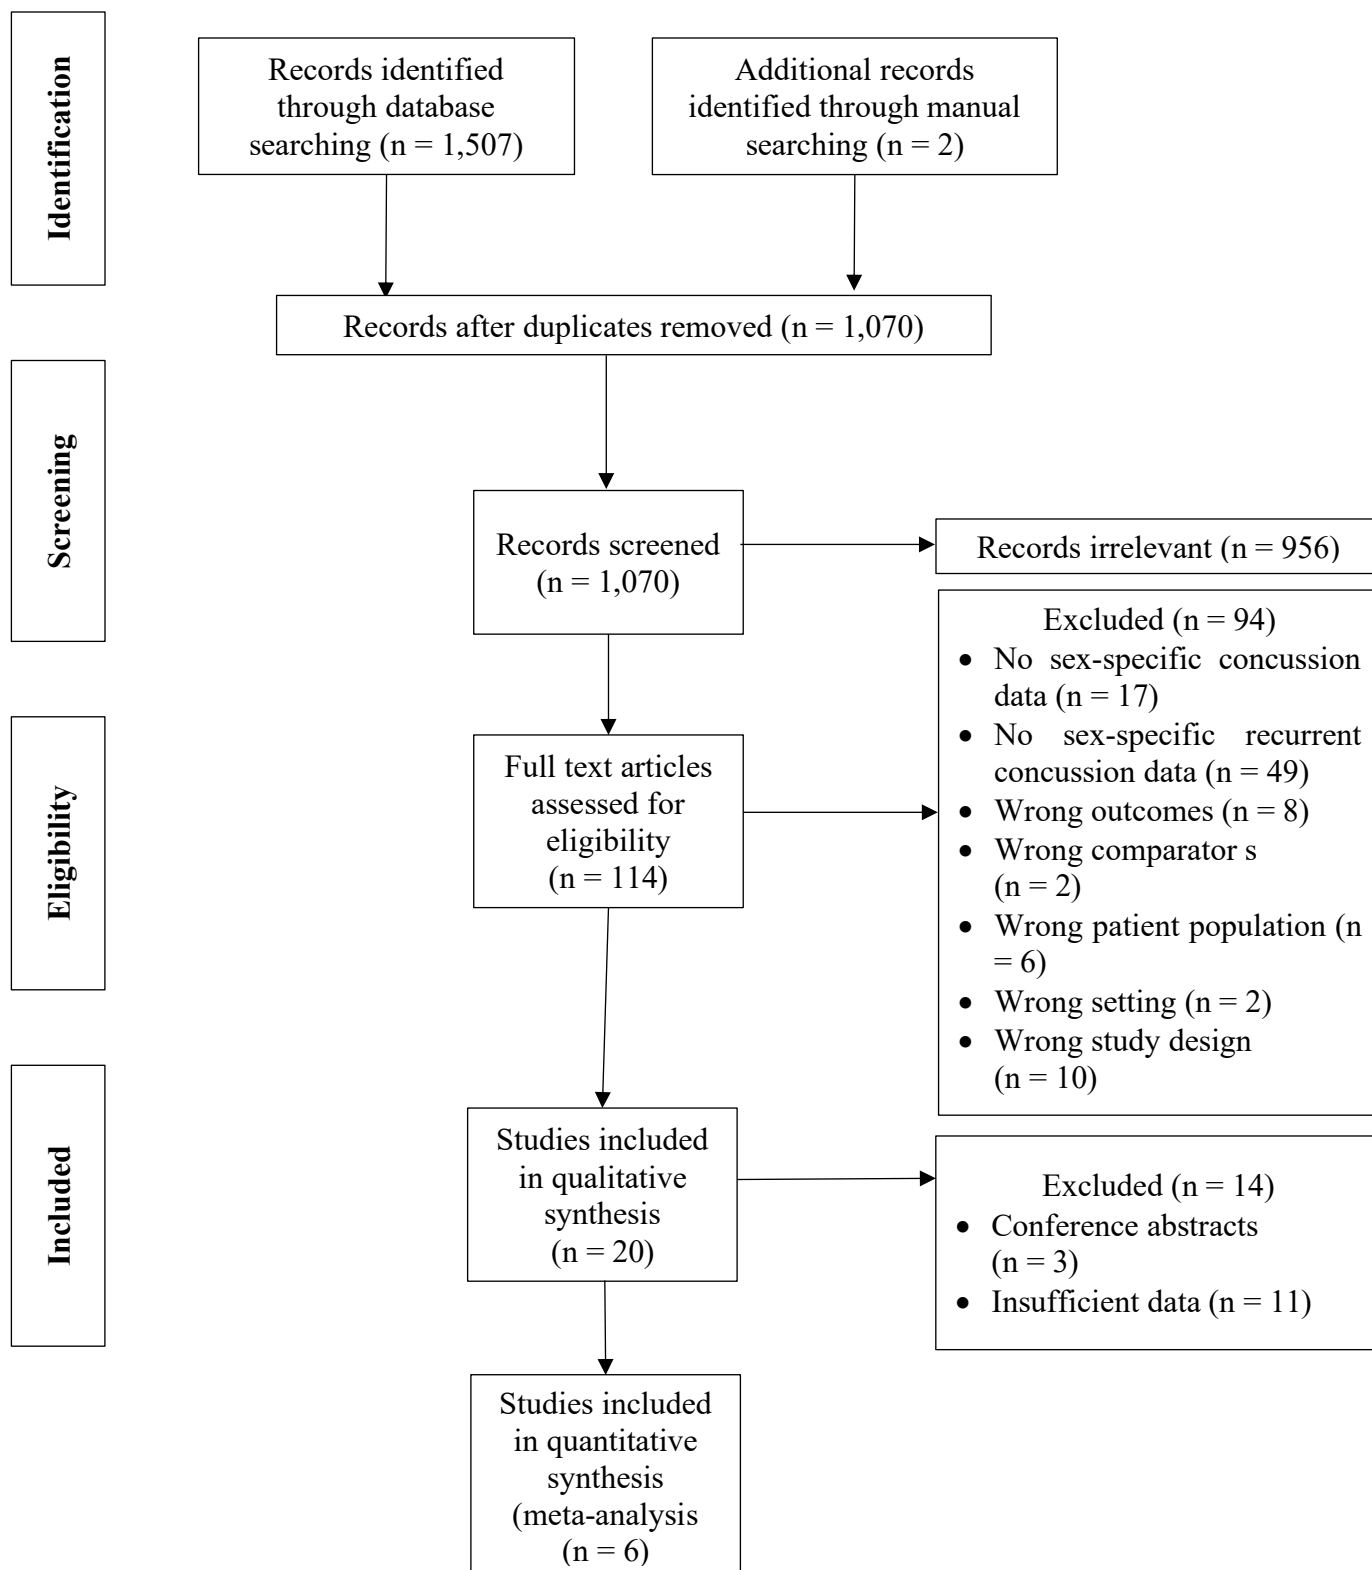 Identification
Records identified
through database
searching (n = 1,507)
Additional records
identified through manual
searching (n = 2)
Records after duplicates removed (n = 1,070)
Screening
Records screened
(n = 1,070)
Records irrelevant (n = 956)
Excluded (n = 94)
• No sex-specific concussion
data (n = 17)
• No sex-specific recurrent
concussion data (n = 49)
• Wrong outcomes (n = 8)
• Wrong comparator s
(n = 2)
• Wrong patient population (n
= 6)
• Wrong setting (n = 2)
• Wrong study design
(n = 10)
Eligibility
Full text articles
assessed for
eligibility
(n = 114)
Included
Studies included
in qualitative
synthesis
(n = 20)
Excluded (n = 14)
• Conference abstracts
(n = 3)
• Insufficient data (n = 11)
Studies included
in quantitative
synthesis
(meta-analysis
(n = 6)